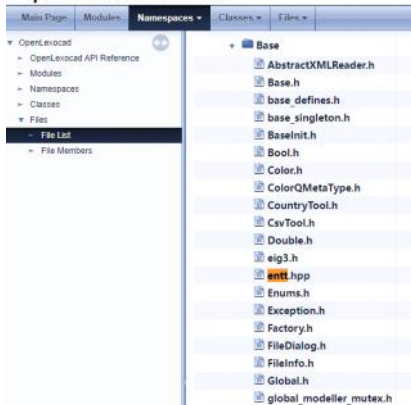 Main Page Modules Namespaces Classes Files
OpenLexocad
OpenLexocad API Reference
Modules
Namespaces
Classes
Files
File List
File Members
Base
AbstractXMLReader.h
Base.h
base_defines.h
base_singleton.h
BaseInit.h
Bool.h
Color.h
ColorQMetaType.h
CountryTool.h
CsvTool.h
Double.h
eig3.h
entt.hpp
Enums.h
Exception.h
Factory.h
FileDialog.h
FileInfo.h
Global.h
global_modeller_mutex.h